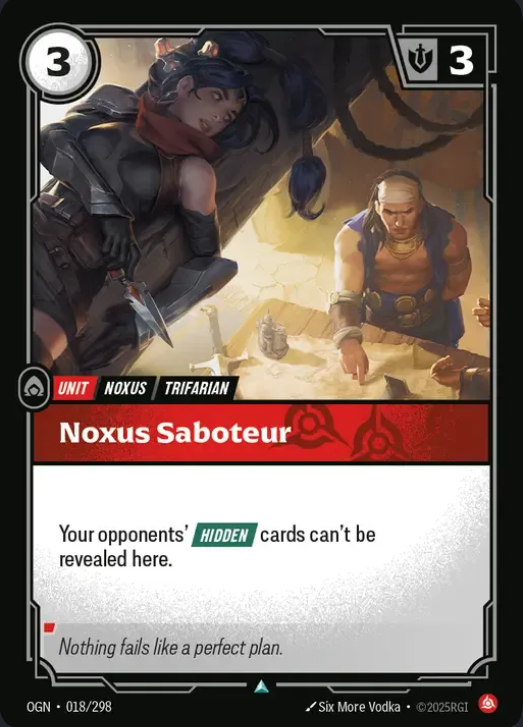 3
3
UNIT / NOXUS / TRIFARIAN
Noxus Saboteur
Your opponents' HIDDEN cards can't be
revealed here.
Nothing fails like a perfect plan.
OGN • 018/298
Six More Vodka • ©2025RGI